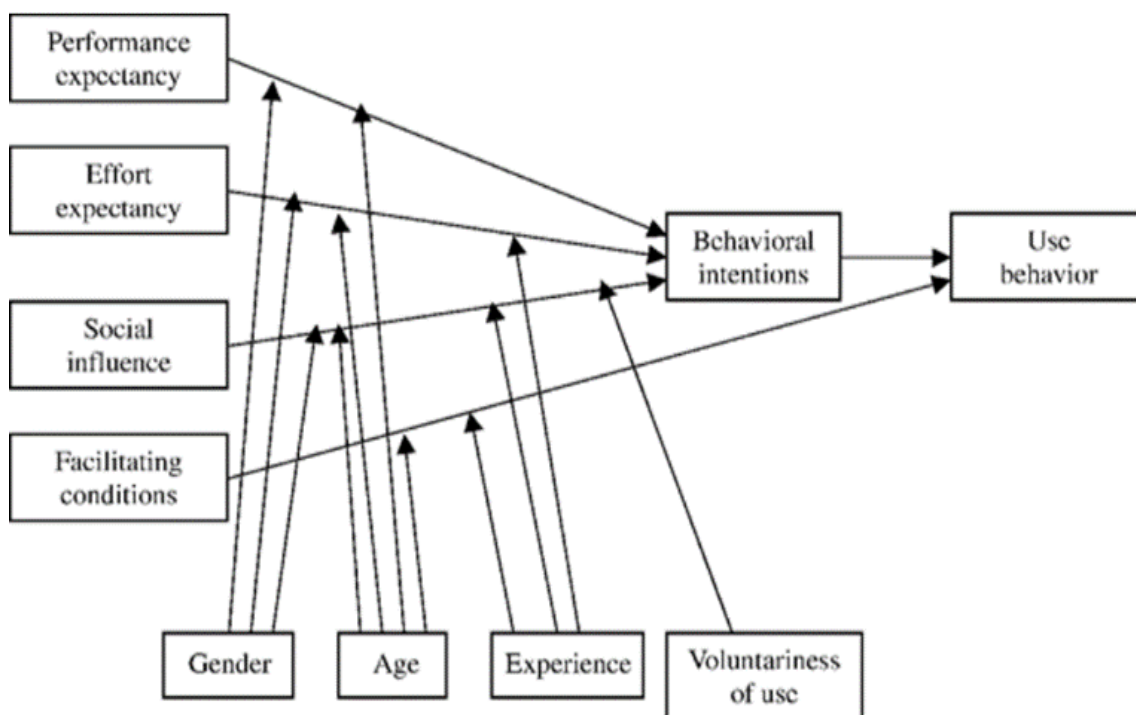 Performance
expectancy
Effort
expectancy
Social
influence
Facilitating
conditions
Behavioral
intentions
Use
behavior
Gender
Age
Experience
Voluntariness
of use